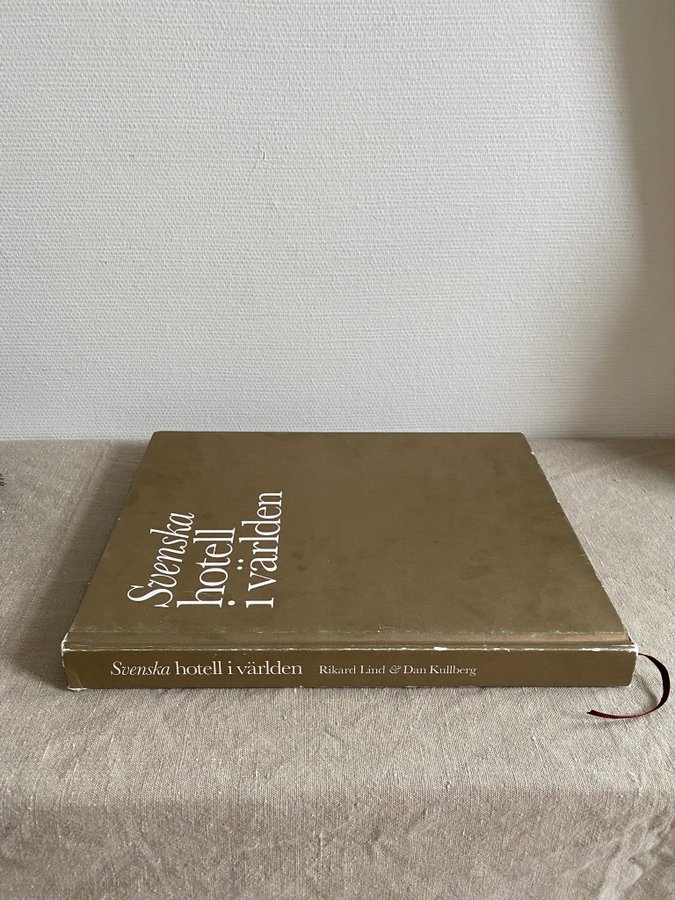 Svenska
hotell
i världen
Svenska hotell i världen Rikard Lind & Dan Kullberg